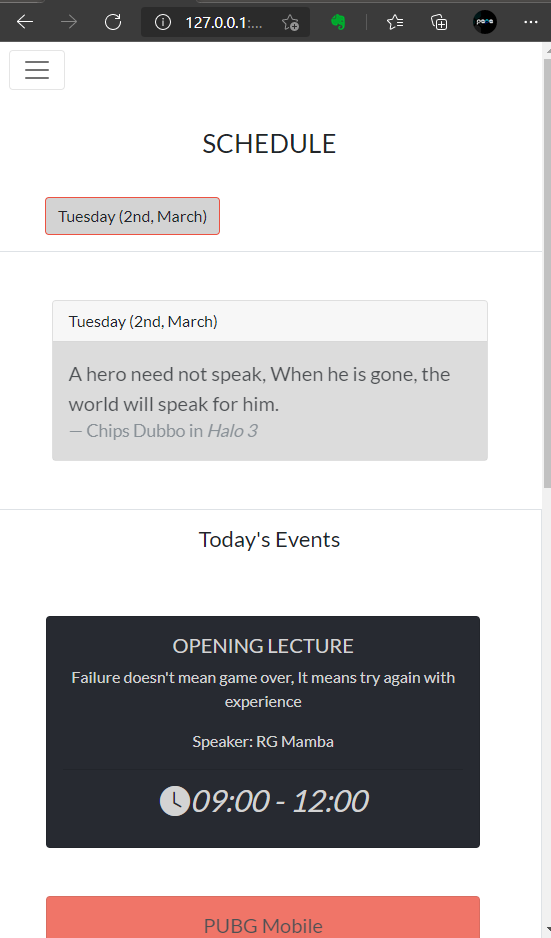 127.0.0.1:...
SCHEDULE
Tuesday (2nd, March)
Tuesday (2nd, March)
A hero need not speak, When he is gone, the
world will speak for him.
— Chips Dubbo in Halo 3
Today's Events
OPENING LECTURE
Failure doesn't mean game over, It means try again with
experience
Speaker: RG Mamba
09:00 - 12:00
PUBG Mobile